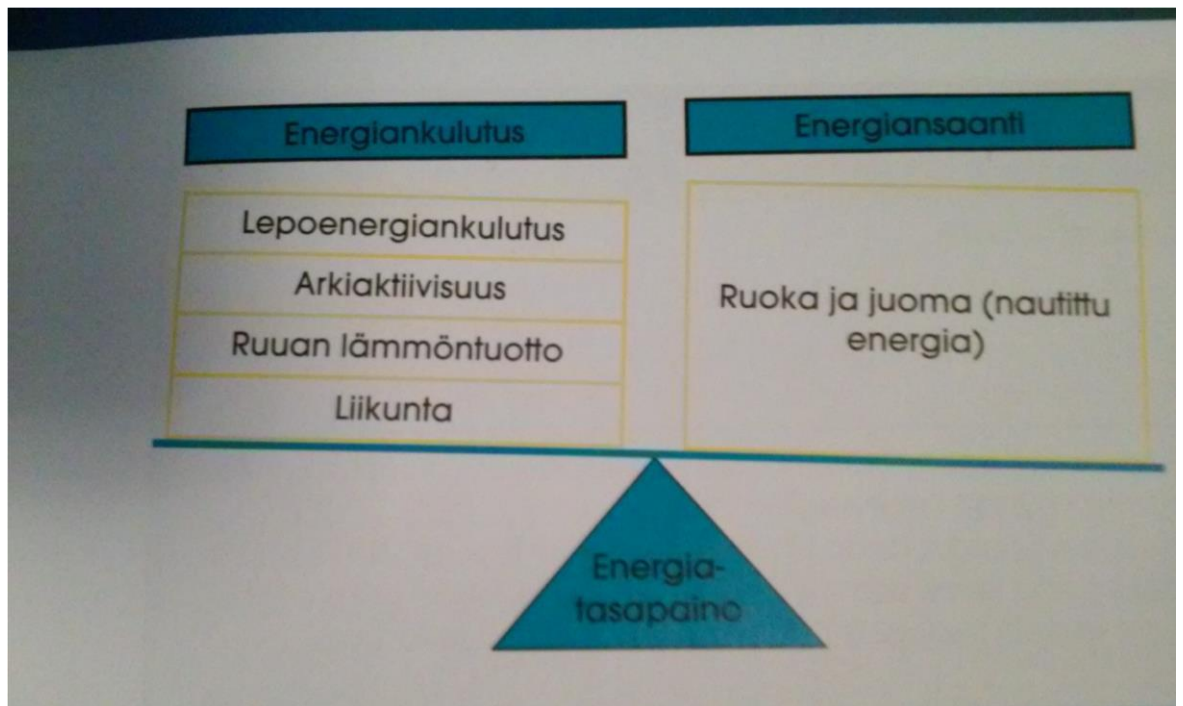 Energiankulutus
Lepoenergiankulutus
Arkiaktiivisuus
Ruuan lämmöntuotto
Liikunta
Energiansaanti
Ruoka ja juoma (nautittu
energia)
Energia-
tasapaino